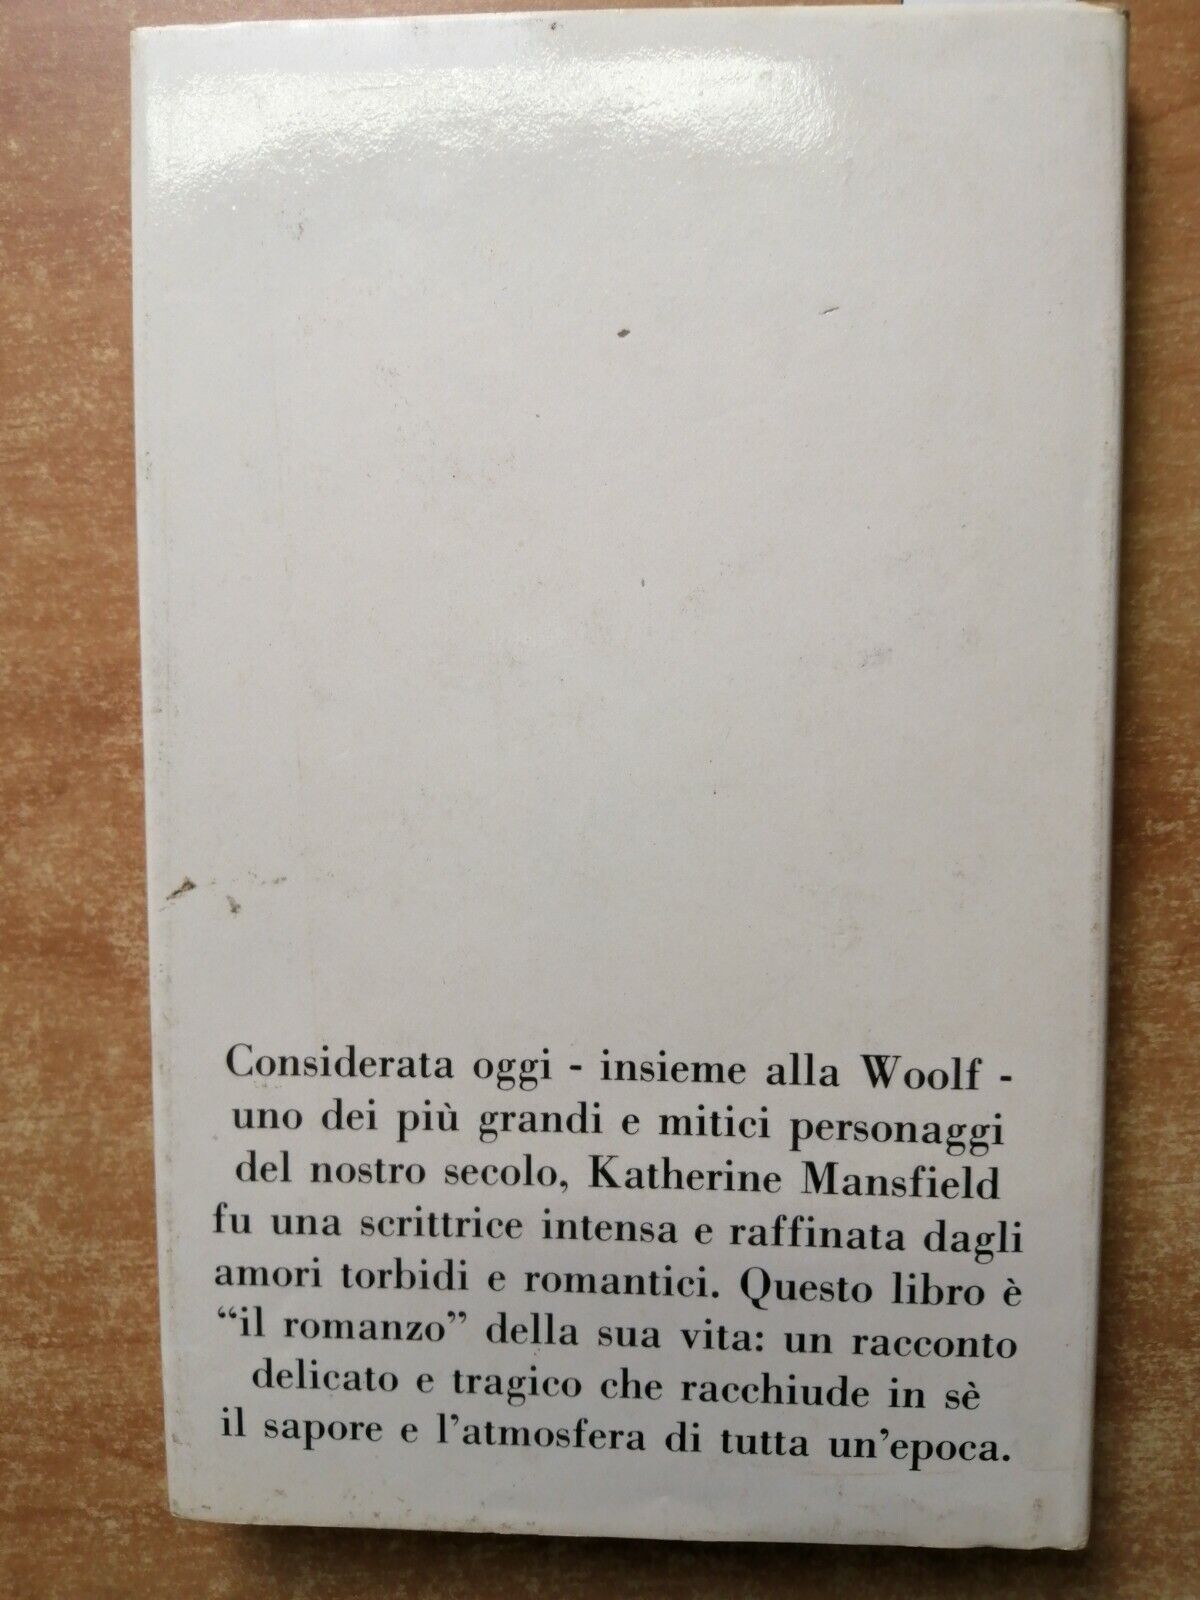 Considerata oggi - insieme alla Woolf -
uno dei più grandi e mitici personaggi
del nostro secolo, Katherine Mansfield
fu una scrittrice intensa e raffinata dagli
amori torbidi e romantici. Questo libro è
“il romanzo” della sua vita: un racconto
delicato e tragico che racchiude in sè
il sapore e l’atmosfera di tutta un’epoca.